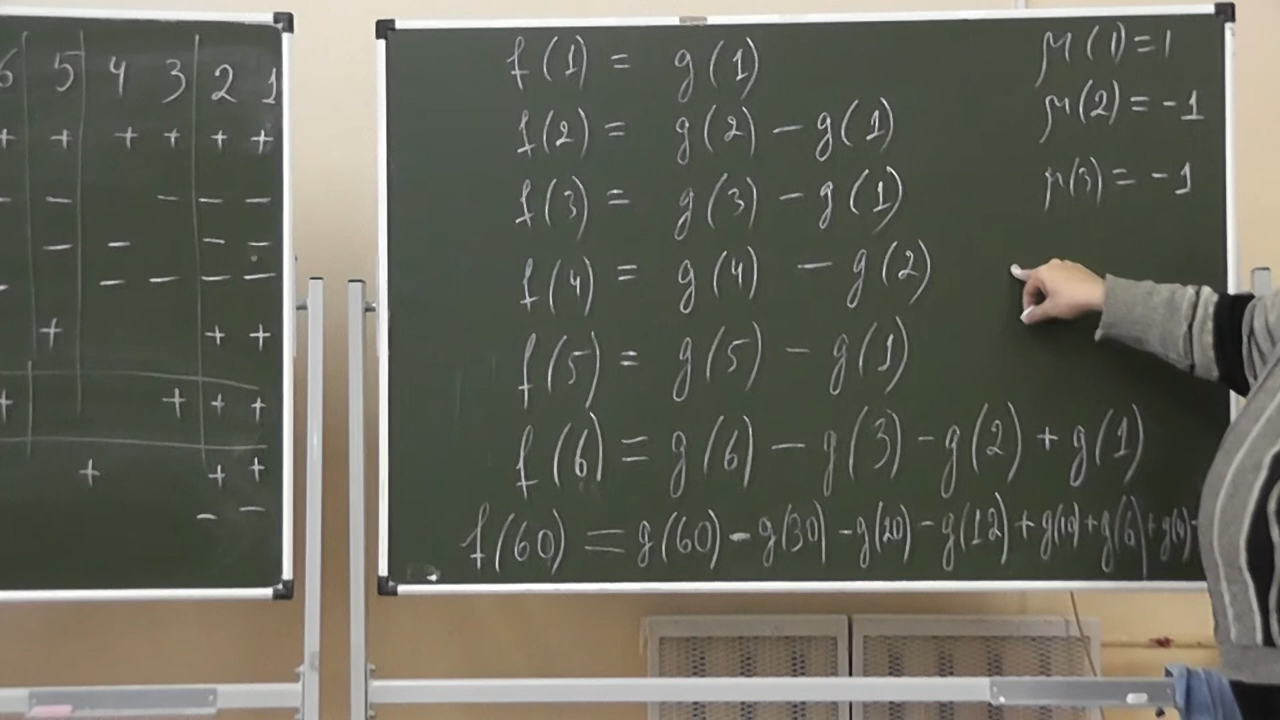 6 5 4 3 2 1
+ + + + + +
− − − − −
− − − −
− − − − −
+ + +
+ + + +
+ + +
− −
f(1) = g(1)
f(2) = g(2) − g(1)
f(3) = g(3) − g(1)
f(4) = g(4) − g(2)
f(5) = g(5) − g(1)
f(6) = g(6) − g(3) − g(2) + g(1)
f(60) = g(60) − g(30) − g(20) − g(12) + g(10) + g(6) + g(4) −
μ(1) = 1
μ(2) = −1
μ(3) = −1